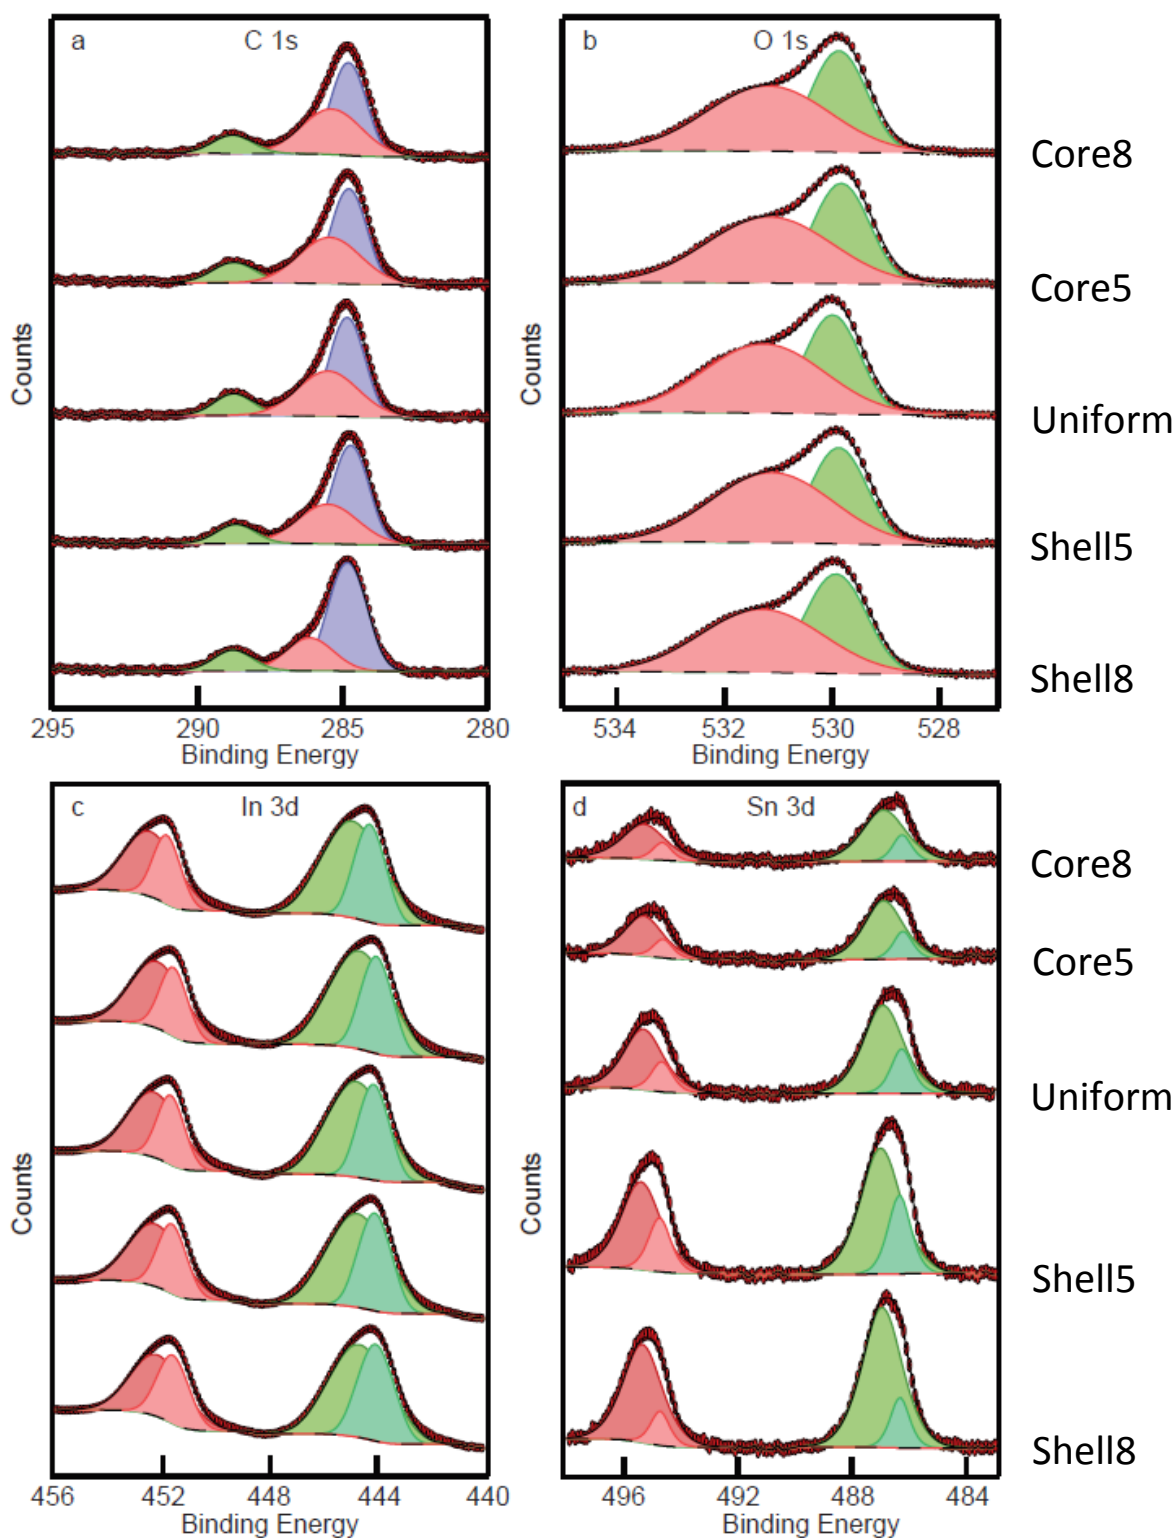 a C 1s
b O 1s
Core8
Core5
Uniform
Shell5
Shell8
Counts
Counts
295 290 285 280
Binding Energy
534 532 530 528
Binding Energy
c In 3d
d Sn 3d
Core8
Core5
Uniform
Shell5
Shell8
Counts
Counts
456 452 448 444 440
Binding Energy
496 492 488 484
Binding Energy